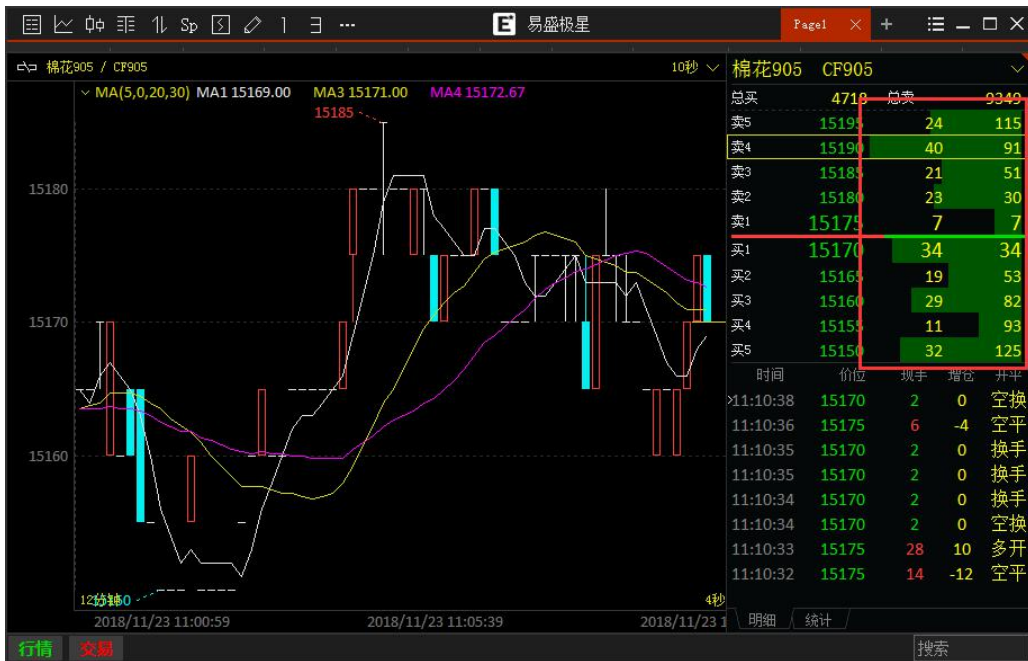 Sp
E 易盛极星
Page1
棉花905 / CF905
10秒
MA(5,0,20,30) MA1 15169.00 MA3 15171.00 MA4 15172.67
15185
15180
15170
15160
4秒
2018/11/23 11:00:59
2018/11/23 11:05:39
2018/11/23 1
棉花905 CF905
总买 4718 总卖 9349
卖5 15195 24 115
卖4 15190 40 91
卖3 15185 21 51
卖2 15180 23 30
卖1 15175 7 7
买1 15170 34 34
买2 15165 19 53
买3 15160 29 82
买4 15155 11 93
买5 15150 32 125
时间 价位 现手 增仓 开平
11:10:38 15170 2 0 空换
11:10:36 15175 6 -4 空平
11:10:35 15170 2 0 换手
11:10:35 15170 2 0 换手
11:10:34 15170 2 0 换手
11:10:34 15170 2 0 空换
11:10:33 15175 28 10 多开
11:10:32 15175 14 -12 空平
明细 统计
行情 交易
搜索